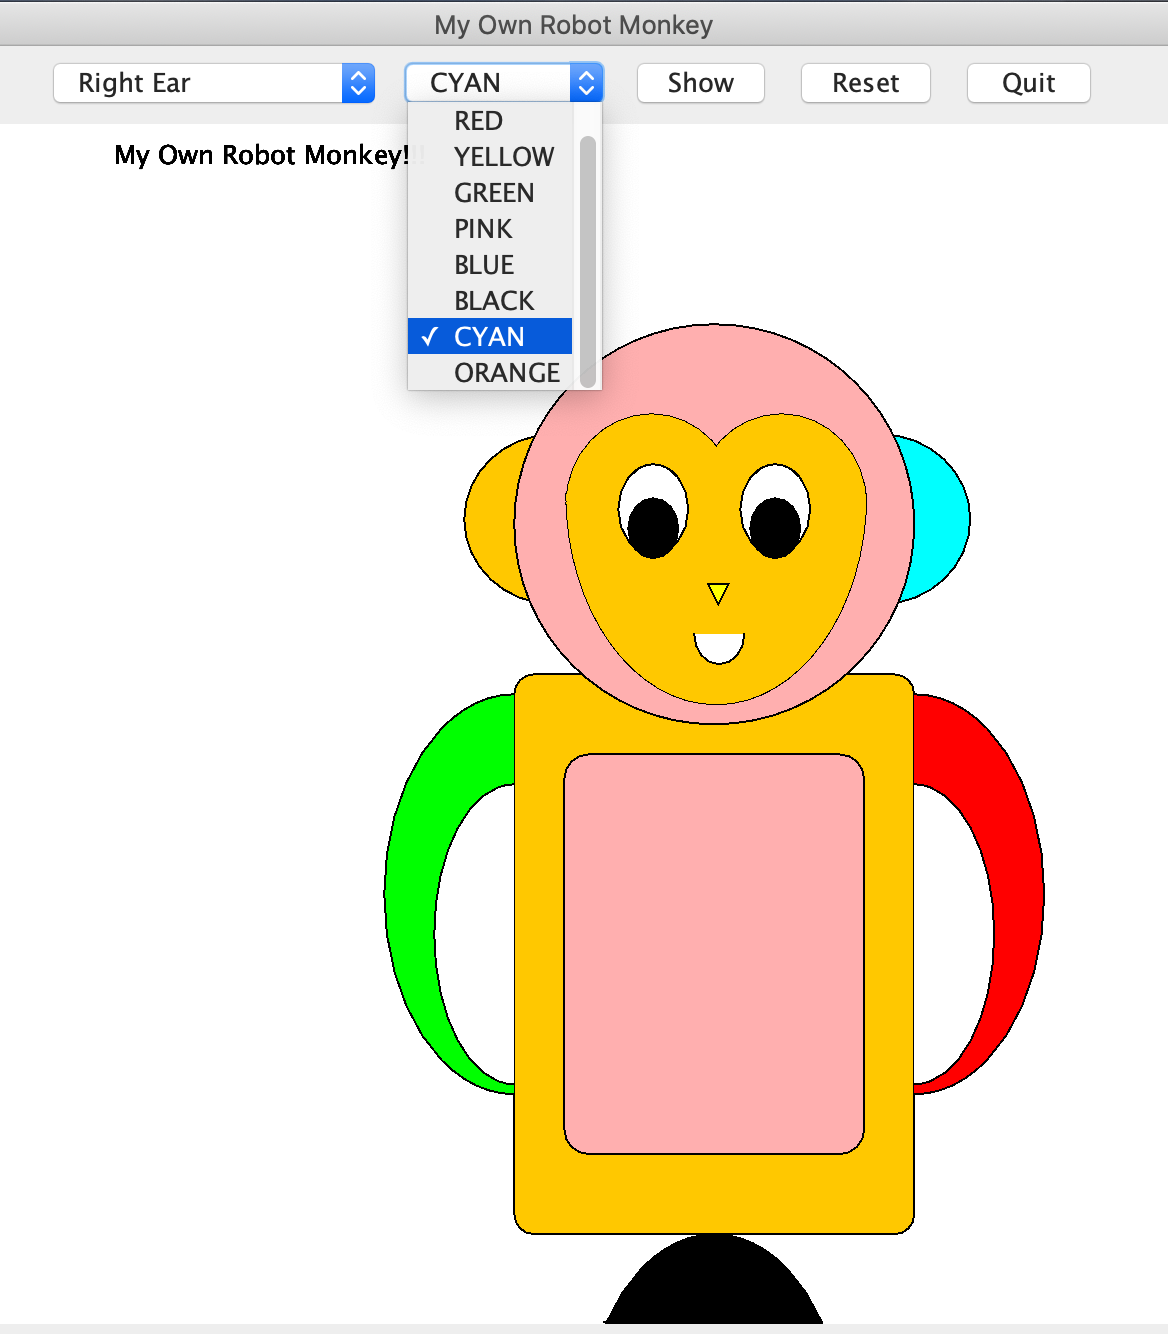 My Own Robot Monkey
Right Ear CYAN Show Reset Quit
My Own Robot Monkey!!!
RED
YELLOW
GREEN
PINK
BLUE
BLACK
✓ CYAN
ORANGE